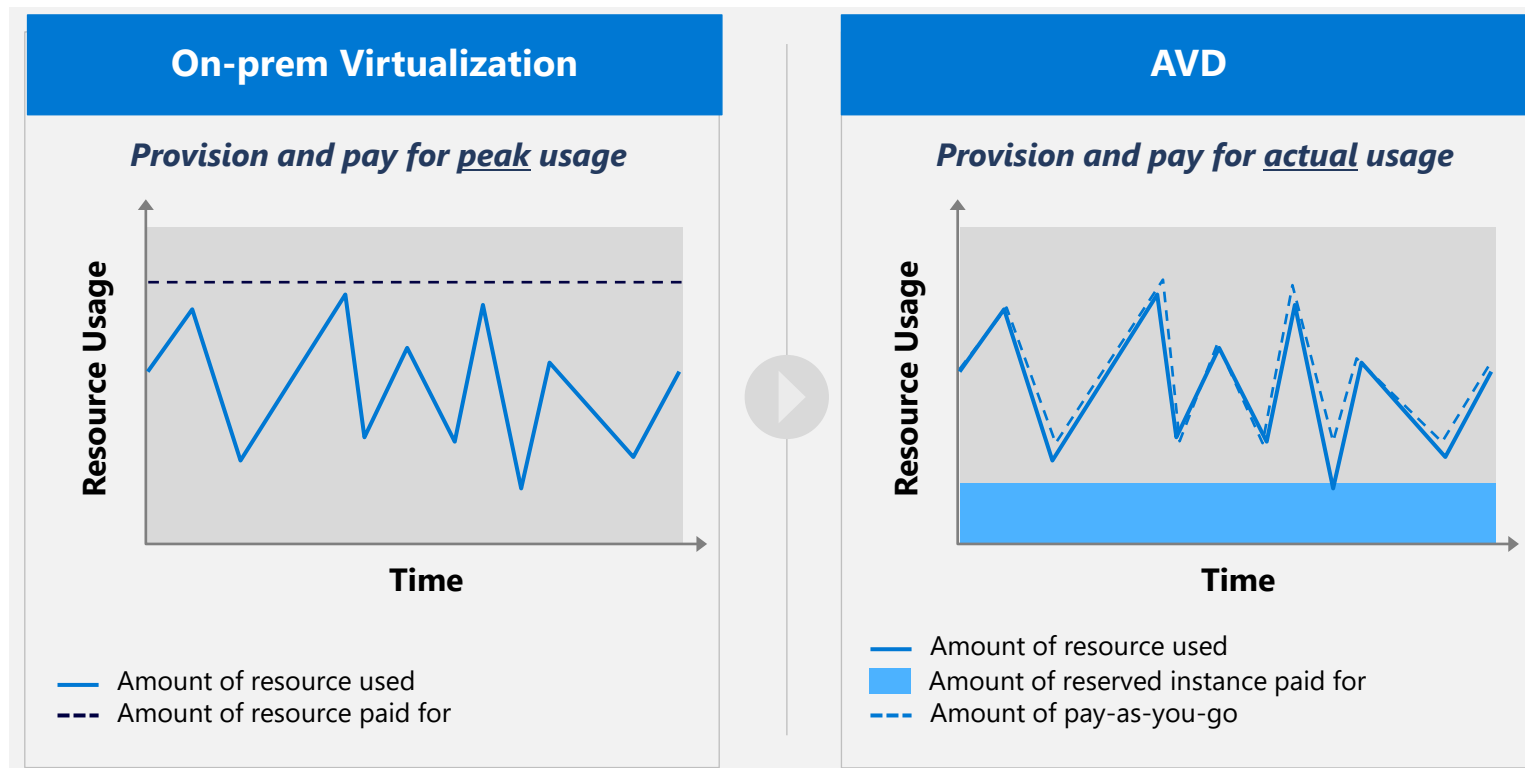 On-prem Virtualization
Provision and pay for peak usage
Resource Usage
Time
Amount of resource used
Amount of resource paid for
AVD
Provision and pay for actual usage
Resource Usage
Time
Amount of resource used
Amount of reserved instance paid for
Amount of pay-as-you-go